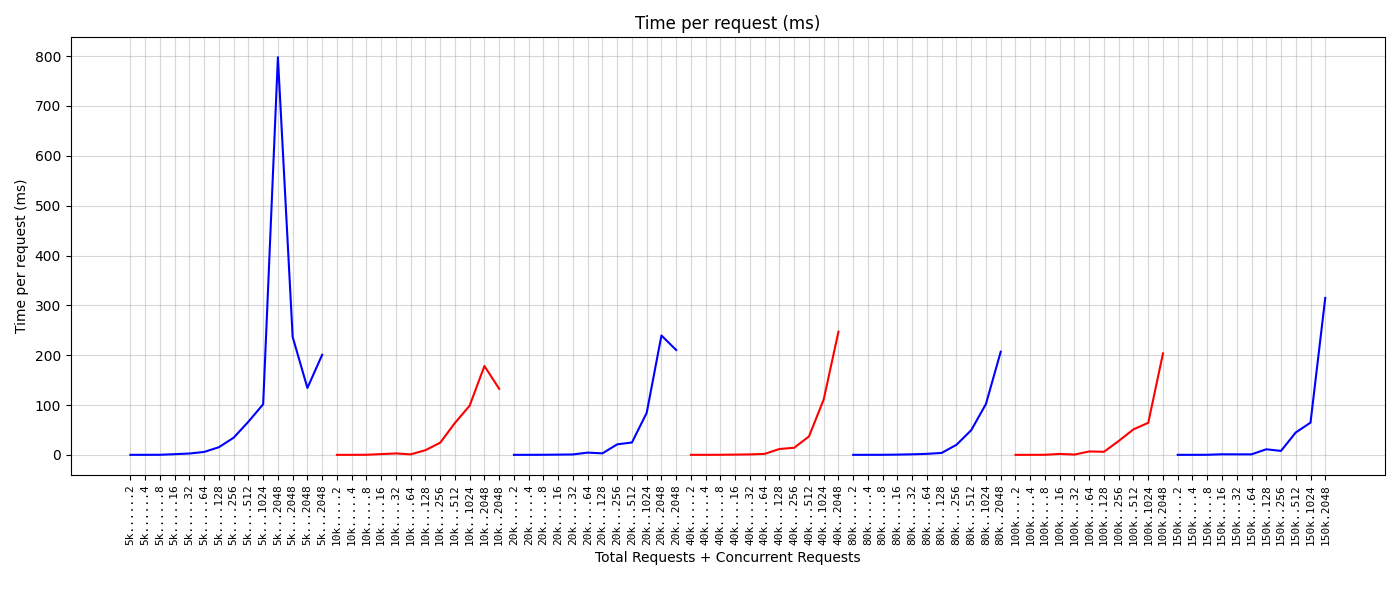 Time per request (ms)
Time per request (ms)
800
700
600
500
400
300
200
100
0
5k......2
5k......4
5k......8
5k.....16
5k.....32
5k.....64
5k....128
5k....256
5k....512
5k...1024
5k...2048
5k...2048
5k...2048
5k...2048
10k.....2
10k.....4
10k.....8
10k....16
10k....32
10k....64
10k...128
10k...256
10k...512
10k..1024
10k..2048
10k..2048
20k.....2
20k.....4
20k.....8
20k....16
20k....32
20k....64
20k...128
20k...256
20k...512
20k..1024
20k..2048
20k..2048
40k.....2
40k.....4
40k.....8
40k....16
40k....32
40k....64
40k...128
40k...256
40k...512
40k..1024
40k..2048
80k.....2
80k.....4
80k.....8
80k....16
80k....32
80k....64
80k...128
80k...256
80k...512
80k..1024
80k..2048
100k....2
100k....4
100k....8
100k...16
100k...32
100k...64
100k..128
100k..256
100k..512
100k.1024
100k.2048
150k....2
150k....4
150k....8
150k...16
150k...32
150k...64
150k..128
150k..256
150k..512
150k.1024
150k.2048
Total Requests + Concurrent Requests